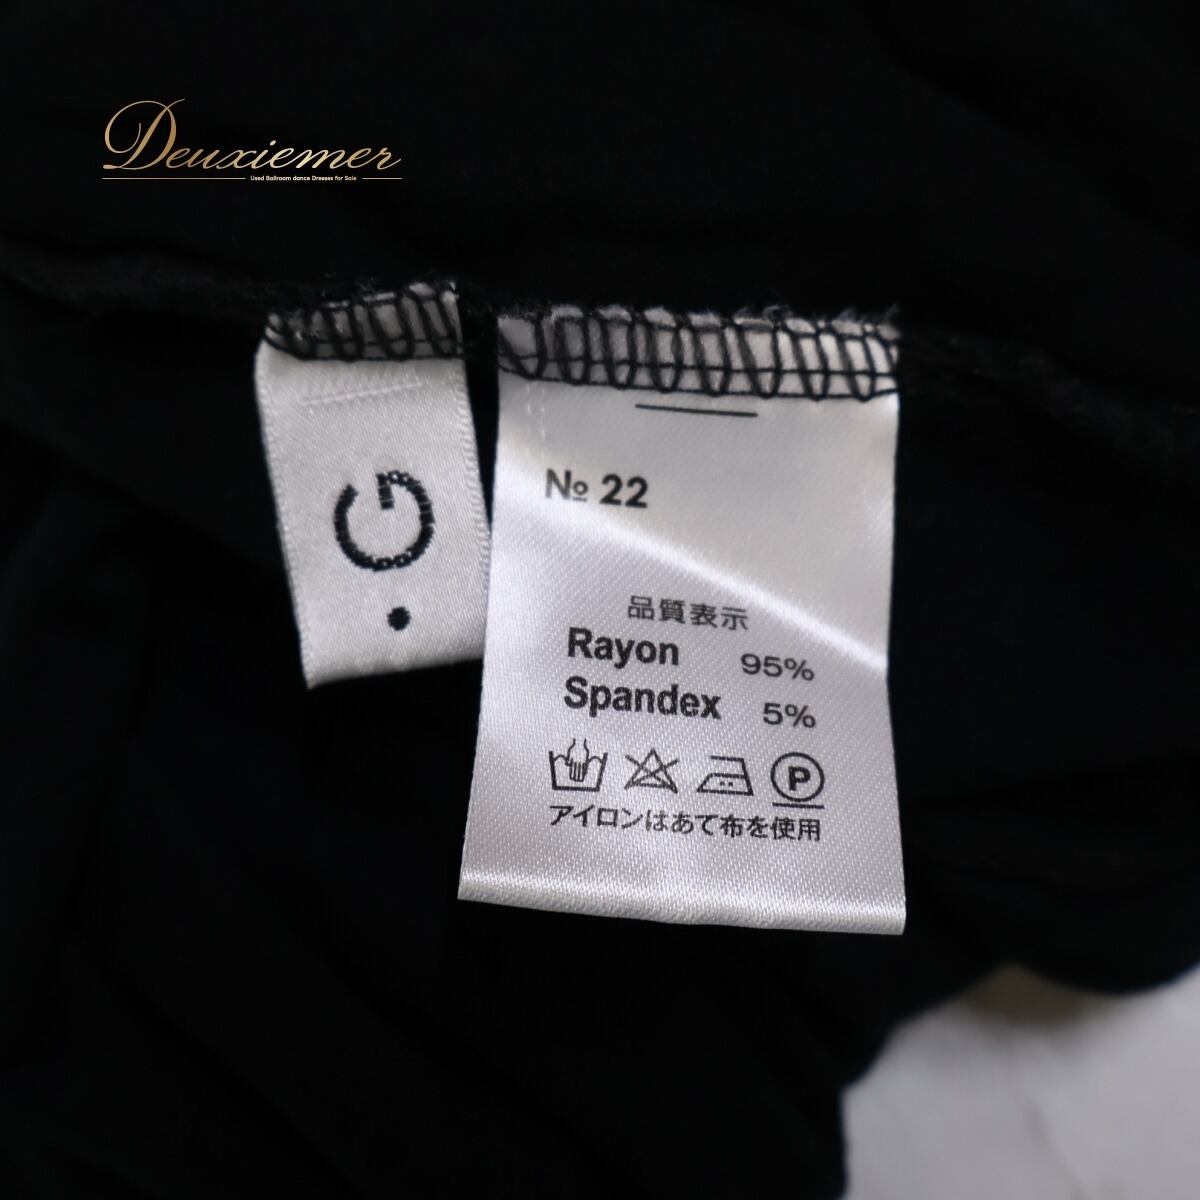 Deuxiemer
Used Ballroom dance Dresses for Sale
G
№ 22
品質表示
Rayon 95%
Spandex 5%
P
アイロンはあて布を使用